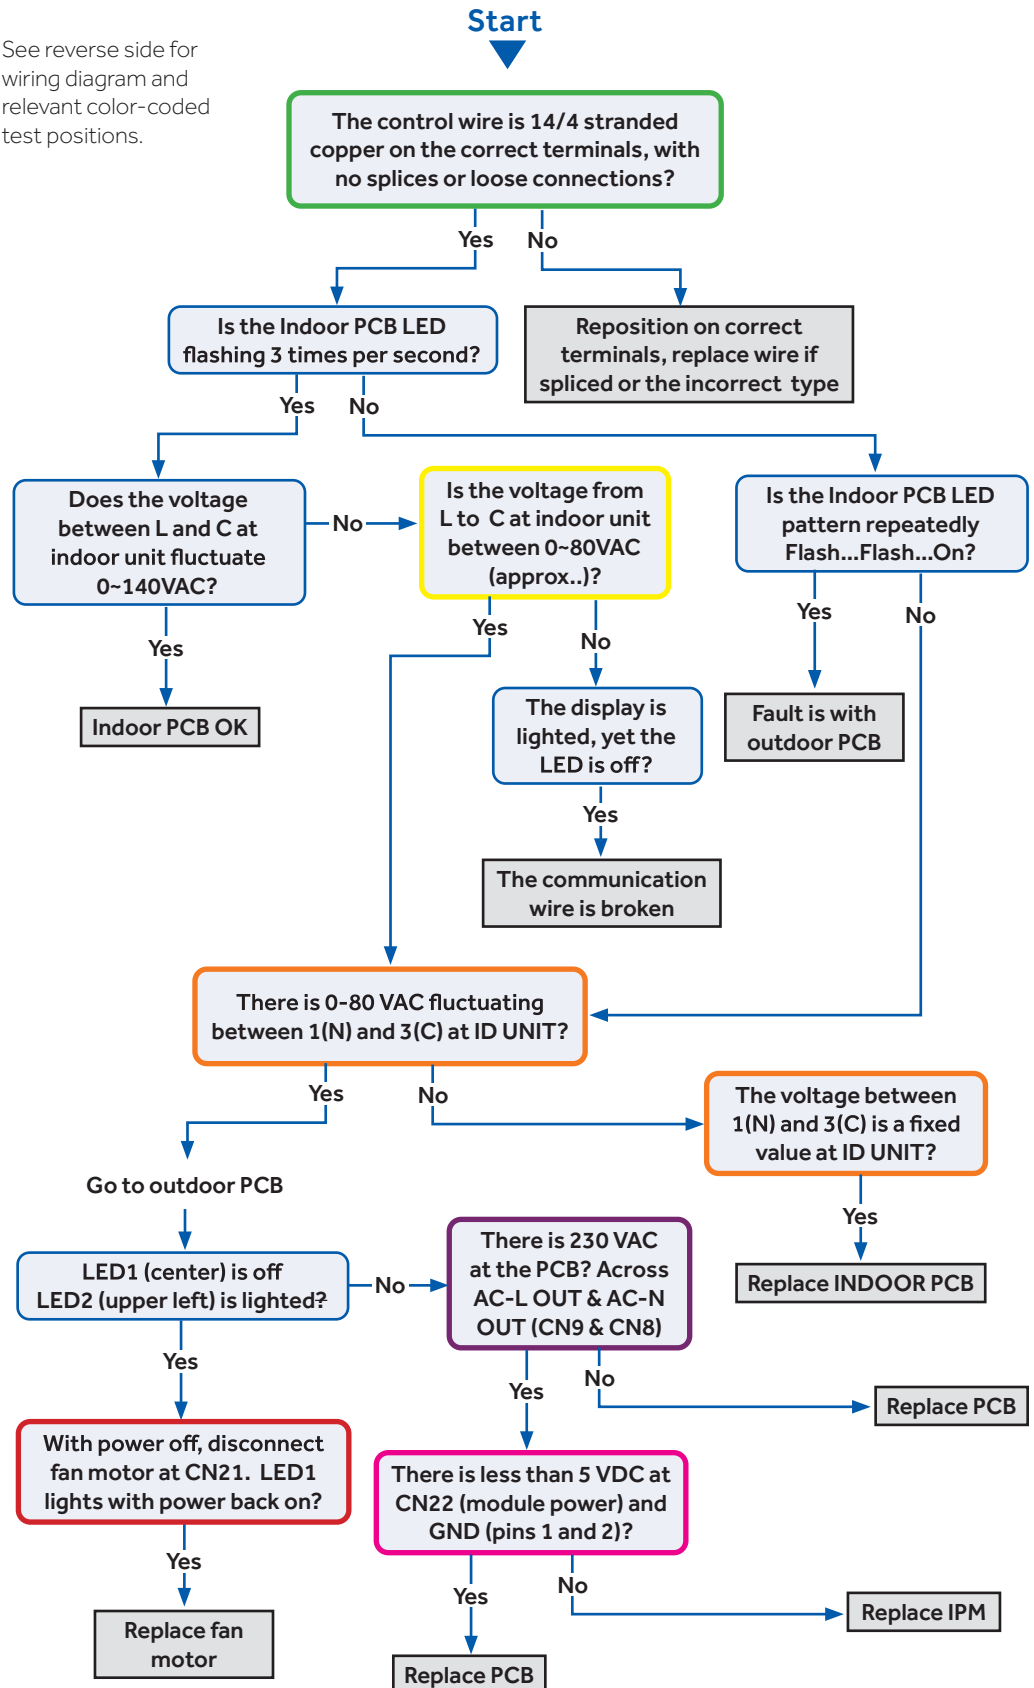 Start
See reverse side for
wiring diagram and
relevant color-coded
test positions.
The control wire is 14/4 stranded
copper on the correct terminals, with
no splices or loose connections?
Yes
No
Is the Indoor PCB LED
flashing 3 times per second?
Reposition on correct
terminals, replace wire if
spliced or the incorrect type
Yes
No
Does the voltage
between L and C at
indoor unit fluctuate
0~140VAC?
No
Is the voltage from
L to C at indoor unit
between 0~80VAC
(approx..)?
Is the Indoor PCB LED
pattern repeatedly
Flash...Flash...On?
Yes
Yes
No
Yes
No
Indoor PCB OK
The display is
lighted, yet the
LED is off?
Fault is with
outdoor PCB
Yes
The communication
wire is broken
There is 0-80 VAC fluctuating
between 1(N) and 3(C) at ID UNIT?
Yes
No
The voltage between
1(N) and 3(C) is a fixed
value at ID UNIT?
Go to outdoor PCB
Yes
LED1 (center) is off
LED2 (upper left) is lighted?
No
There is 230 VAC
at the PCB? Across
AC-L OUT & AC-N
OUT (CN9 & CN8)
Replace INDOOR PCB
Yes
Yes
No
Replace PCB
With power off, disconnect
fan motor at CN21. LED1
lights with power back on?
There is less than 5 VDC at
CN22 (module power) and
GND (pins 1 and 2)?
Yes
Yes
No
Replace fan
motor
Replace IPM
Replace PCB